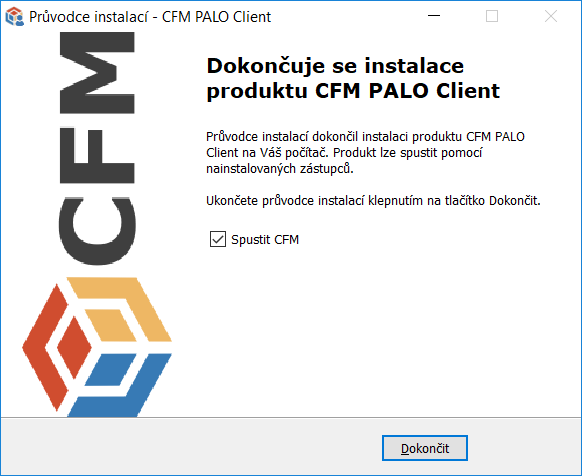 Průvodce instalací - CFM PALO Client
CFM
Dokončuje se instalace
produktu CFM PALO Client
Průvodce instalací dokončil instalaci produktu CFM PALO
Client na Váš počítač. Produkt lze spustit pomocí
nainstalovaných zástupců.
Ukončete průvodce instalací klepnutím na tlačítko Dokončit.
Spustit CFM
Dokončit